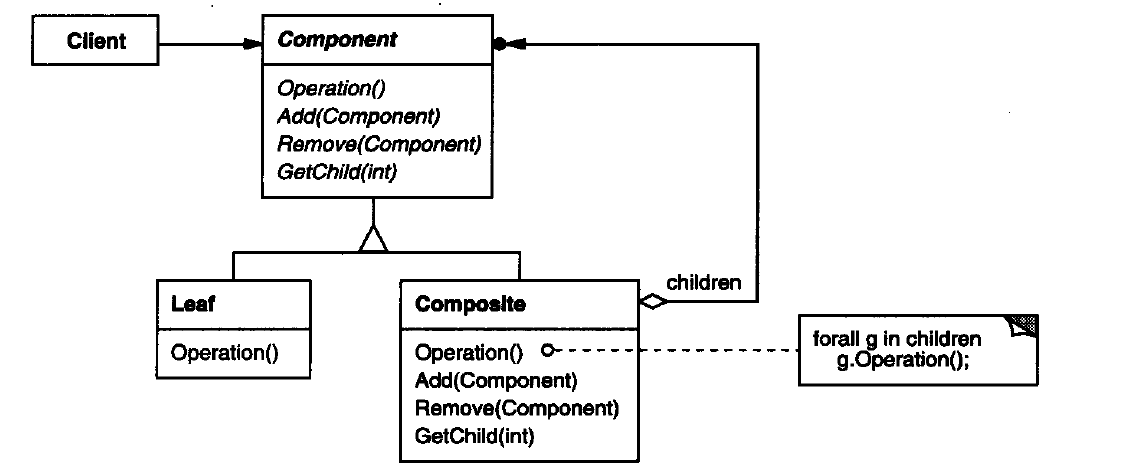 Client
Component
Operation()
Add(Component)
Remove(Component)
GetChild(int)
Leaf
Operation()
Composite
Operation()
Add(Component)
Remove(Component)
GetChild(int)
children
forall g in children
g.Operation();